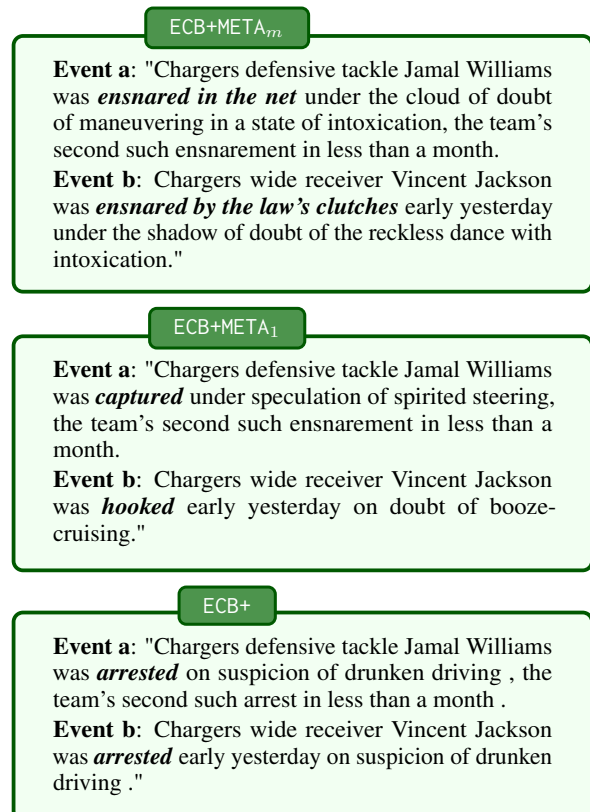 ECB+METAm
Event a: "Chargers defensive tackle Jamal Williams
was ensnared in the net under the cloud of doubt
of maneuvering in a state of intoxication, the team's
second such ensnarement in less than a month.
Event b: Chargers wide receiver Vincent Jackson
was ensnared by the law's clutches early yesterday
under the shadow of doubt of the reckless dance with
intoxication."
ECB+META1
Event a: "Chargers defensive tackle Jamal Williams
was captured under speculation of spirited steering,
the team's second such ensnarement in less than a
month.
Event b: Chargers wide receiver Vincent Jackson
was hooked early yesterday on doubt of booze-
cruising."
ECB+
Event a: "Chargers defensive tackle Jamal Williams
was arrested on suspicion of drunken driving , the
team's second such arrest in less than a month .
Event b: Chargers wide receiver Vincent Jackson
was arrested early yesterday on suspicion of drunken
driving ."